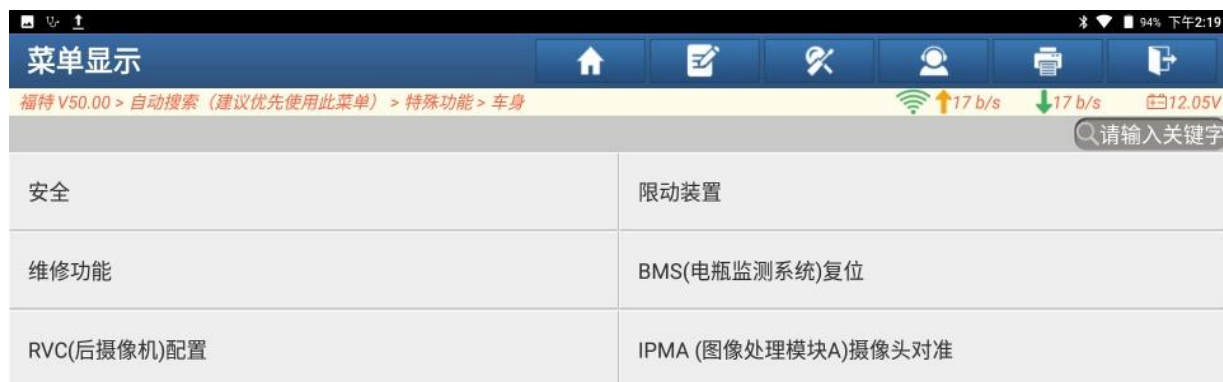 94% 下午2:19
菜单显示
福特 V50.00 > 自动搜索（建议优先使用此菜单）> 特殊功能 > 车身 17 b/s 17 b/s 12.05V
请输入关键字
安全 限动装置
维修功能 BMS(电瓶监测系统)复位
RVC(后摄像机)配置 IPMA (图像处理模块A)摄像头对准